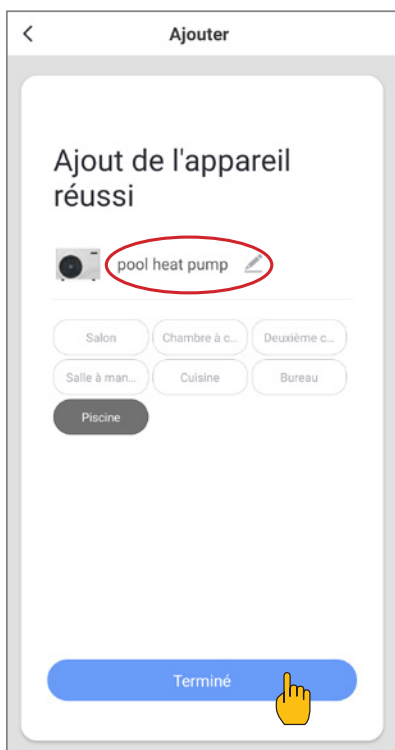 Ajouter
Ajout de l'appareil
réussi
pool heat pump
Salon
Chambre à c...
Deuxième c...
Salle à man...
Cuisine
Bureau
Piscine
Terminé